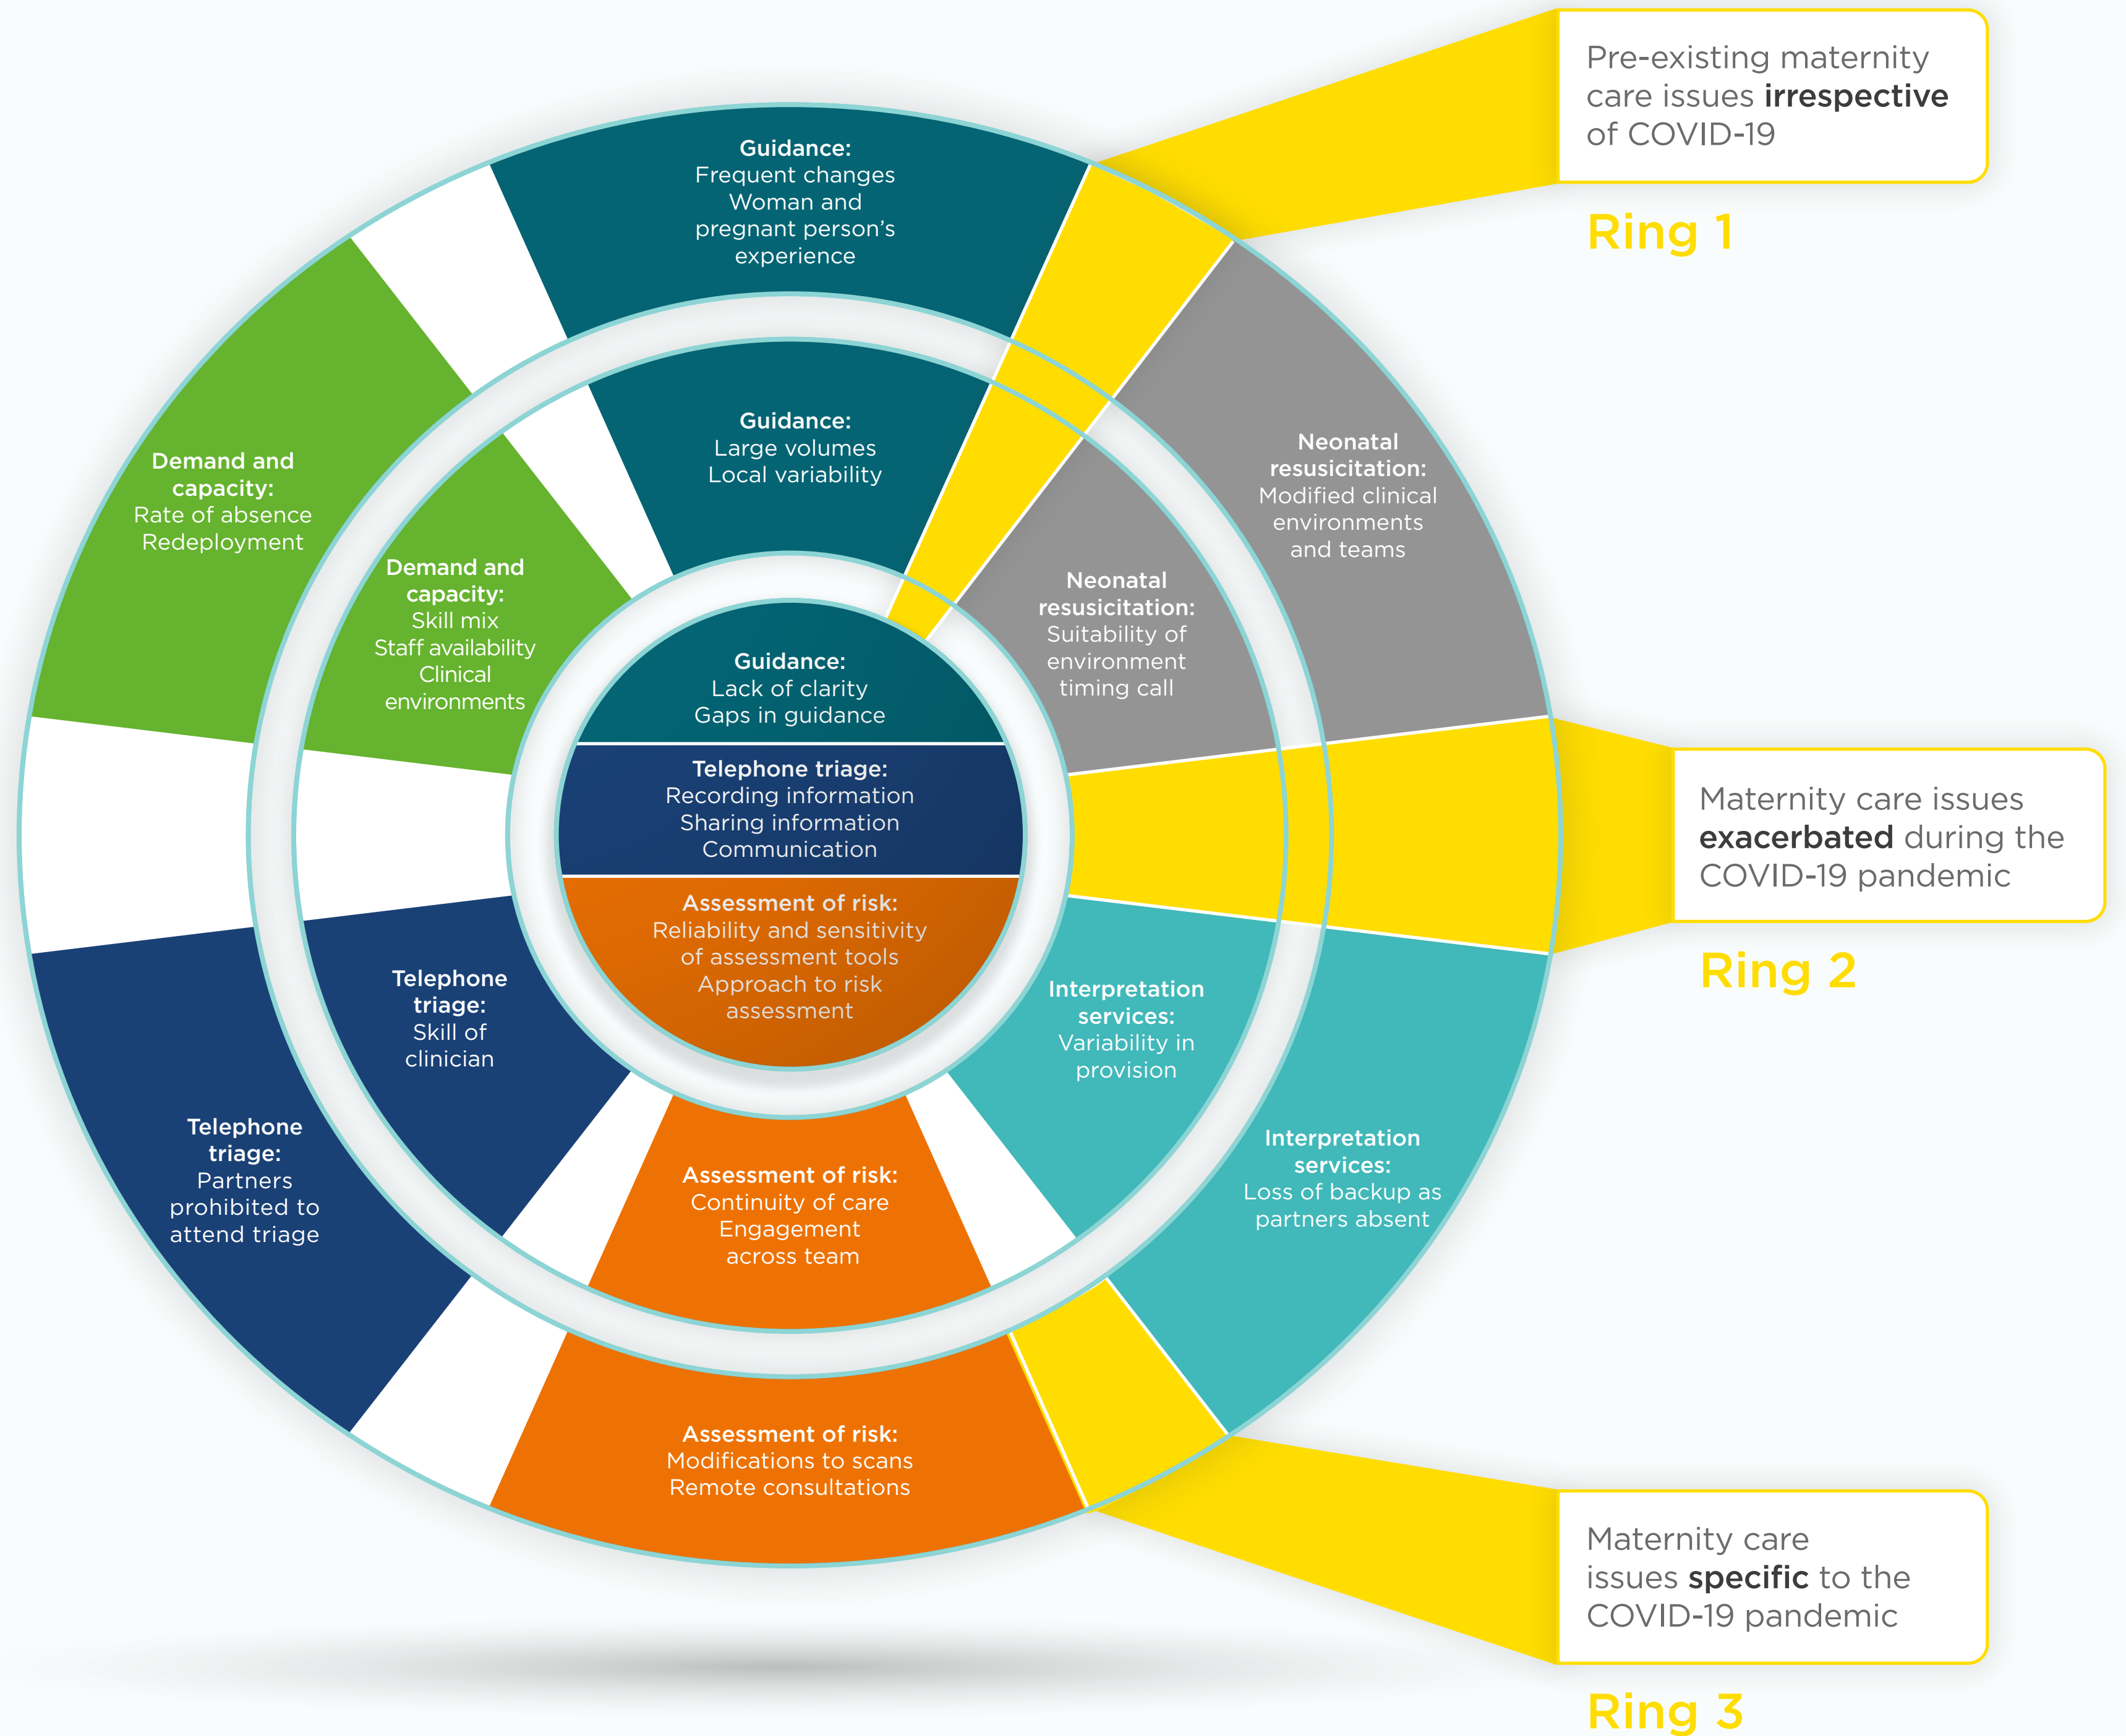 Pre-existing maternity
care issues irrespective
of COVID-19
Ring 1
Guidance:
Frequent changes
Woman and
pregnant person's
experience
Neonatal
resusicitation:
Modified clinical
environments
and teams
Interpretation
services:
Loss of backup as
partners absent
Assessment of risk:
Modifications to scans
Remote consultations
Telephone
triage:
Partners
prohibited to
attend triage
Demand and
capacity:
Rate of absence
Redeployment
Guidance:
Large volumes
Local variability
Neonatal
resusicitation:
Suitability of
environment
timing call
Interpretation
services:
Variability in
provision
Assessment of risk:
Continuity of care
Engagement
across team
Telephone
triage:
Skill of
clinician
Demand and
capacity:
Skill mix
Staff availability
Clinical
environments
Guidance:
Lack of clarity
Gaps in guidance
Telephone triage:
Recording information
Sharing information
Communication
Assessment of risk:
Reliability and sensitivity
of assessment tools
Approach to risk
assessment
Maternity care issues
exacerbated during the
COVID-19 pandemic
Ring 2
Maternity care
issues specific to the
COVID-19 pandemic
Ring 3